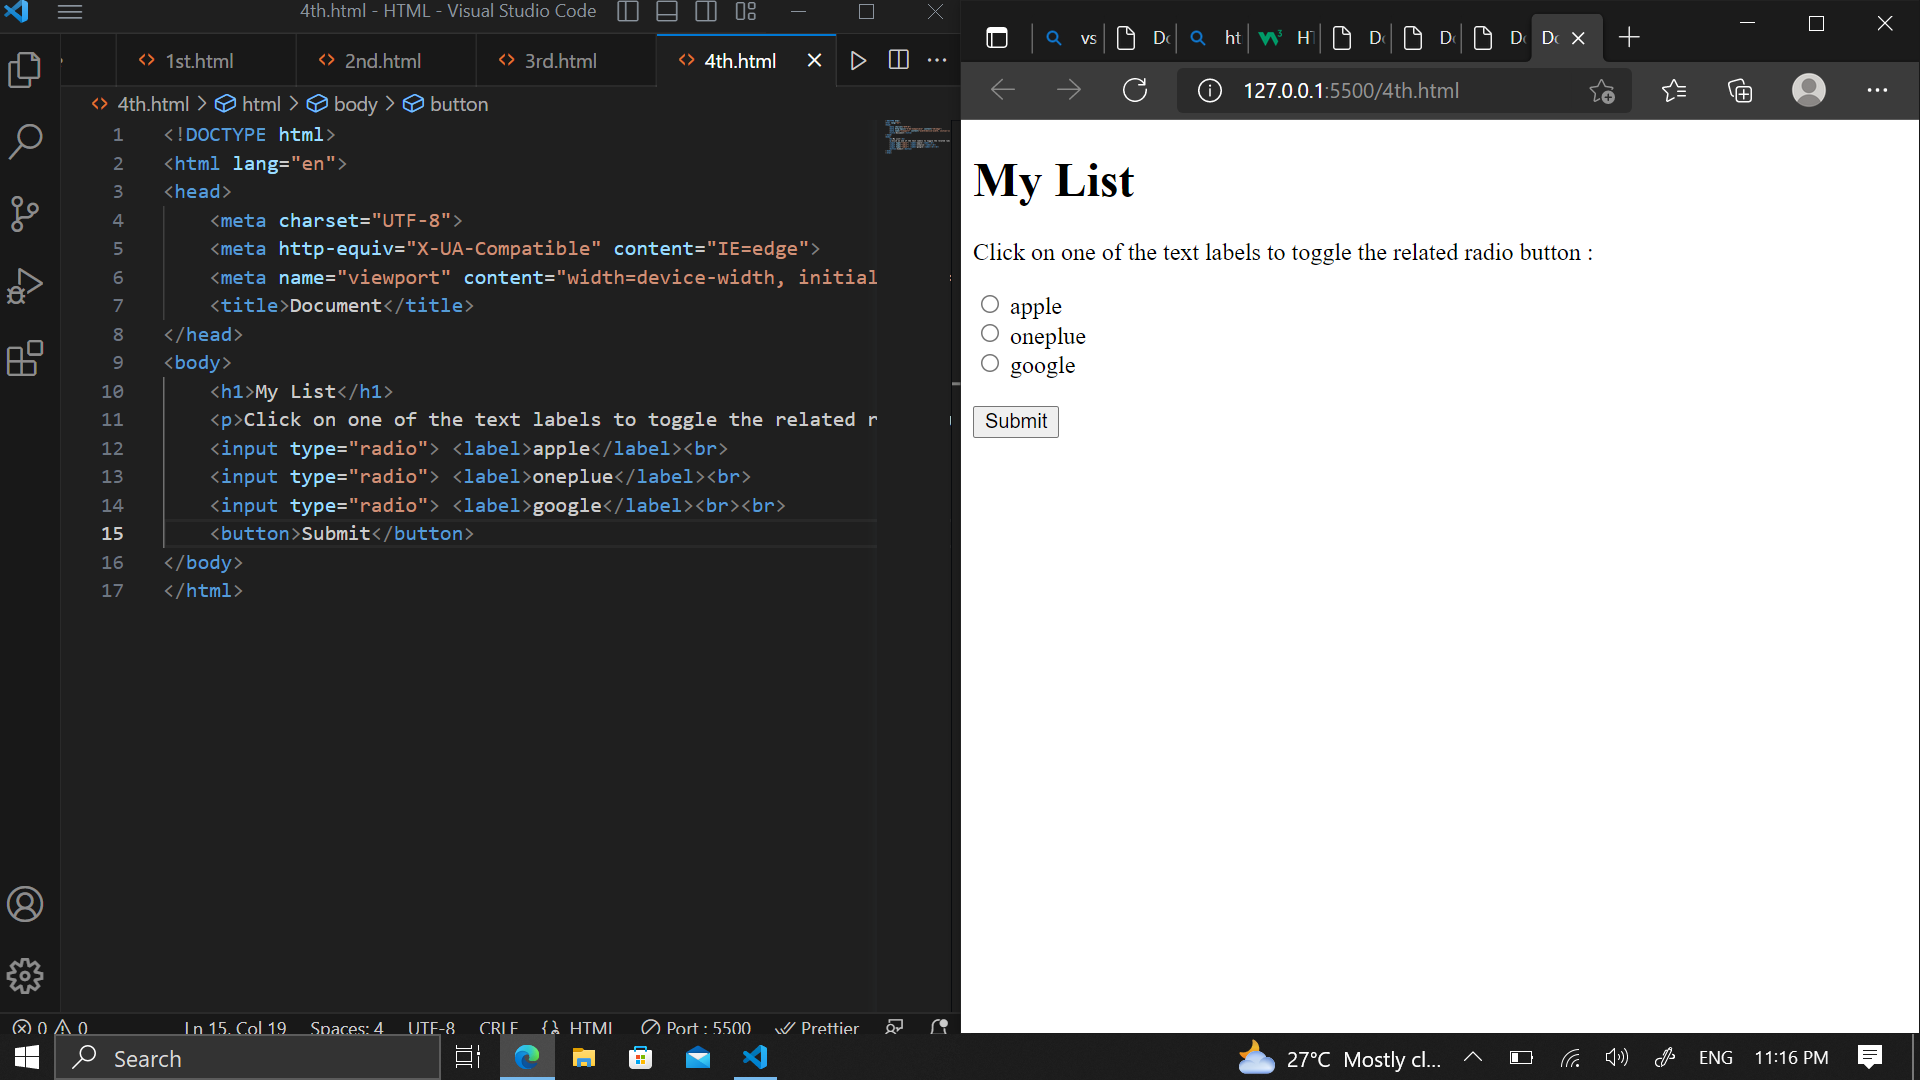 4th.html - HTML - Visual Studio Code
1st.html
2nd.html
3rd.html
4th.html
4th.html > html > body > button
1 <!DOCTYPE html>
2 <html lang="en">
3 <head>
4 <meta charset="UTF-8">
5 <meta http-equiv="X-UA-Compatible" content="IE=edge">
6 <meta name="viewport" content="width=device-width, initial
7 <title>Document</title>
8 </head>
9 <body>
10 <h1>My List</h1>
11 <p>Click on one of the text labels to toggle the related r
12 <input type="radio"> <label>apple</label><br>
13 <input type="radio"> <label>oneplue</label><br>
14 <input type="radio"> <label>google</label><br><br>
15 <button>Submit</button>
16 </body>
17 </html>
0 0 Ln 15, Col 19 Spaces: 4 UTF-8 CRLF {} HTML Port : 5500 Prettier
vs Do ht HT Do Do Do Do
127.0.0.1:5500/4th.html
My List
Click on one of the text labels to toggle the related radio button :
apple
oneplue
google
Submit
Search
27°C Mostly cl... ENG 11:16 PM